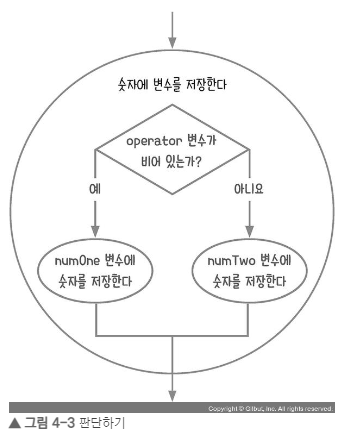 숫자에 변수를 저장한다
operator 변수가
비어 있는가?
예
아니요
numOne 변수에
숫자를 저장한다
numTwo 변수에
숫자를 저장한다
Copyright © Gilbut, Inc. All rights reserved.
▲ 그림 4-3 판단하기